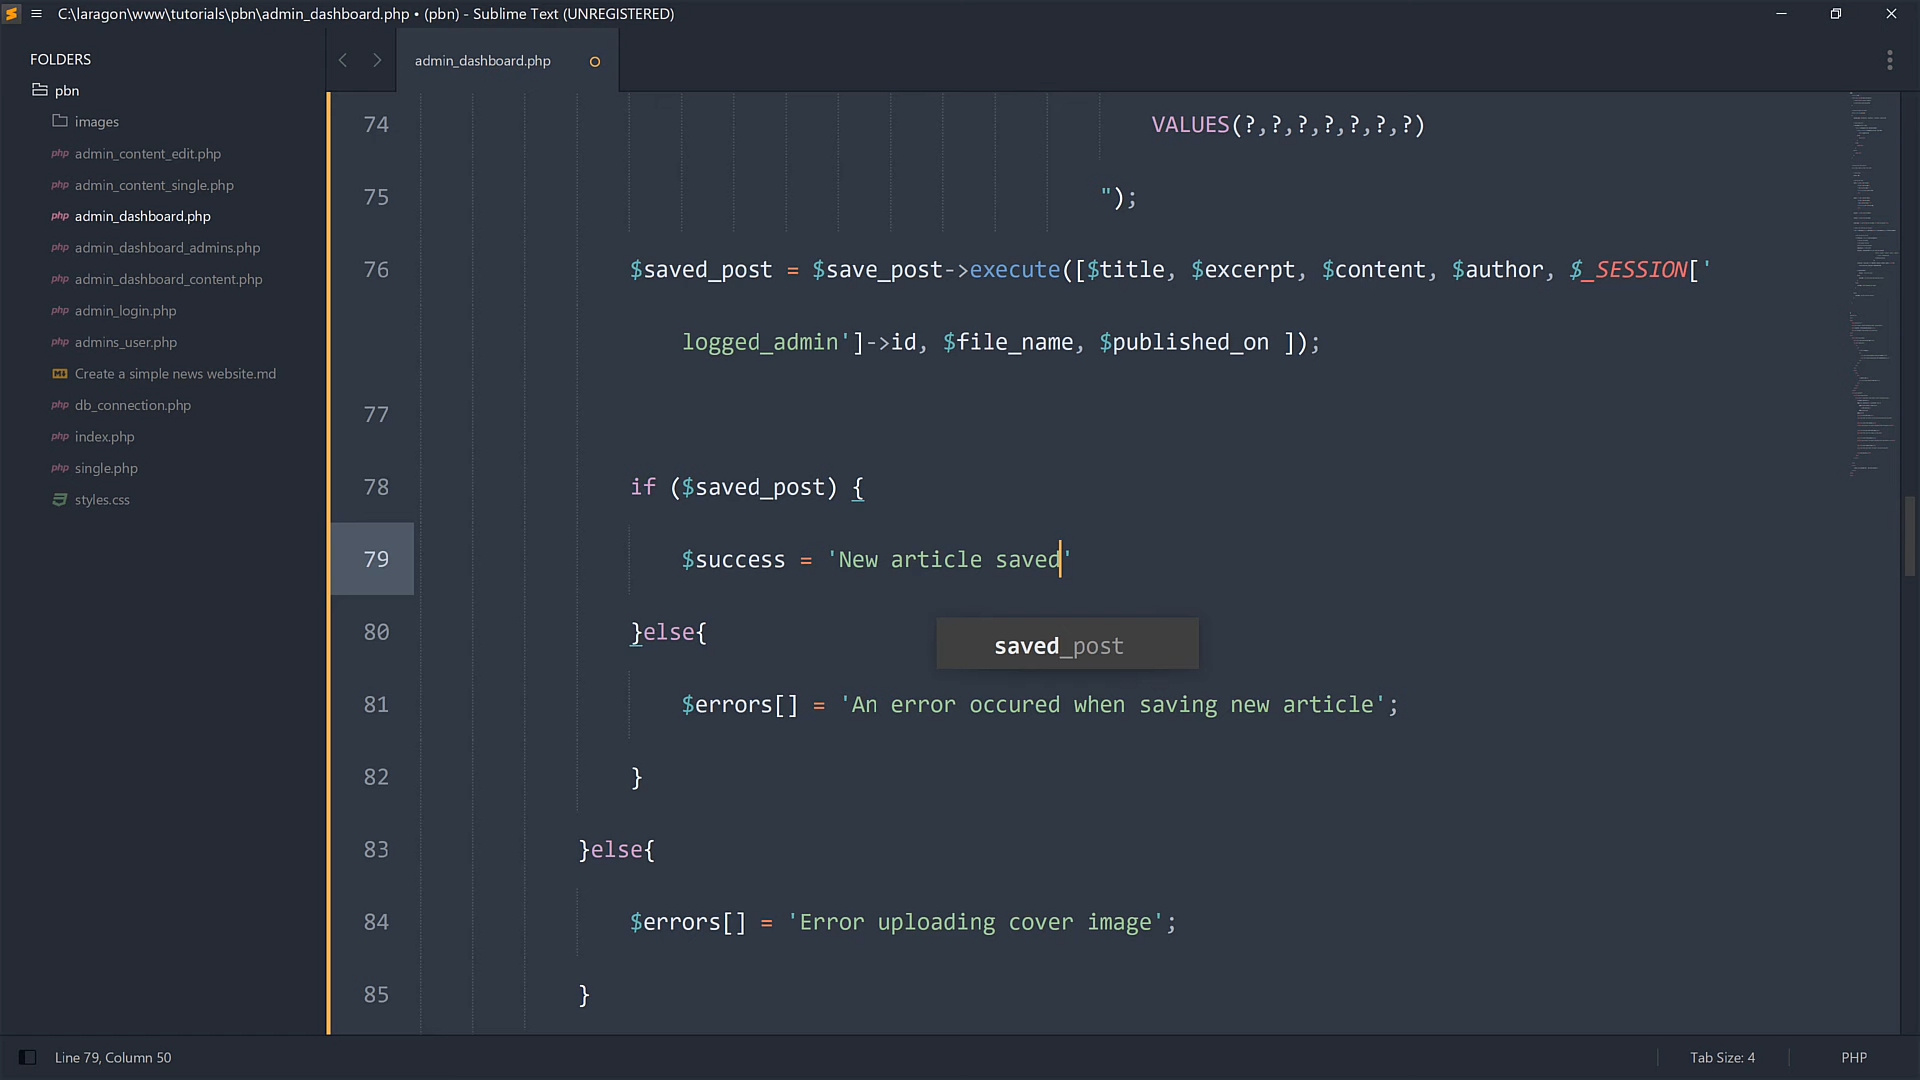 C:\laragon\www\tutorials\pbn\admin_dashboard.php • (pbn) - Sublime Text (UNREGISTERED)
FOLDERS
pbn
images
php admin_content_edit.php
php admin_content_single.php
php admin_dashboard.php
php admin_dashboard_admins.php
php admin_dashboard_content.php
php admin_login.php
php admins_user.php
Create a simple news website.md
php db_connection.php
php index.php
php single.php
styles.css
admin_dashboard.php
74 VALUES(?,?,?,?,?,?,?)
75 ");
76 $saved_post = $save_post->execute([$title, $excerpt, $content, $author, $_SESSION['
logged_admin']->id, $file_name, $published_on ]);
77
78 if ($saved_post) {
79 $success = 'New article saved'
80 }else{
saved_post
81 $errors[] = 'An error occured when saving new article';
82 }
83 }else{
84 $errors[] = 'Error uploading cover image';
85 }
Line 79, Column 50
Tab Size: 4
PHP